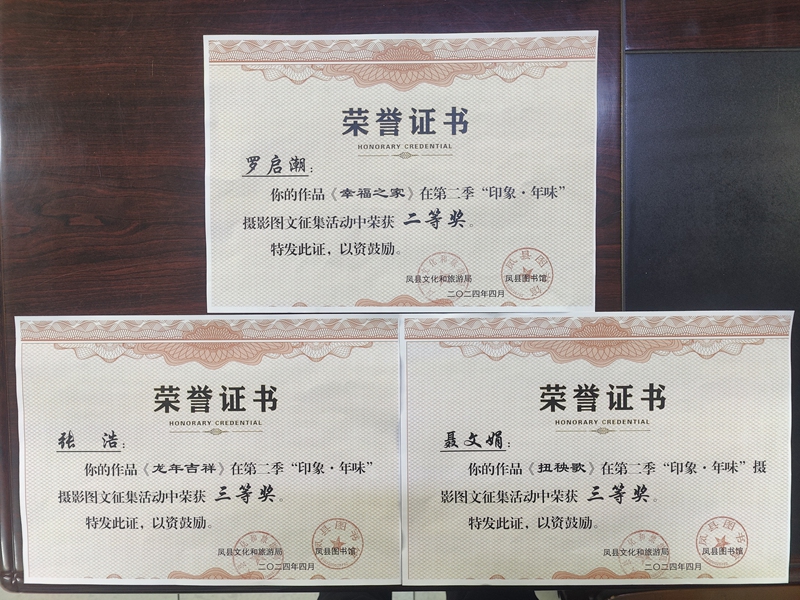 荣誉证书
HONORARY CREDENTIAL
罗启潮：
你的作品《幸福之家》在第二季“印象·年味”
摄影图文征集活动中荣获 二等奖。
特发此证，以资鼓励。
凤县文化和旅游局 凤县图书馆
二〇二四年四月
荣誉证书
HONORARY CREDENTIAL
张 浩：
你的作品《龙年吉祥》在第二季“印象·年味”
摄影图文征集活动中荣获 三等奖。
特发此证，以资鼓励。
凤县文化和旅游局 凤县图书馆
二〇二四年四月
荣誉证书
HONORARY CREDENTIAL
聂文娟：
你的作品《扭秧歌》在第二季“印象·年味”摄
影图文征集活动中荣获 三等奖。
特发此证，以资鼓励。
凤县文化和旅游局 凤县图书馆
二〇二四年四月